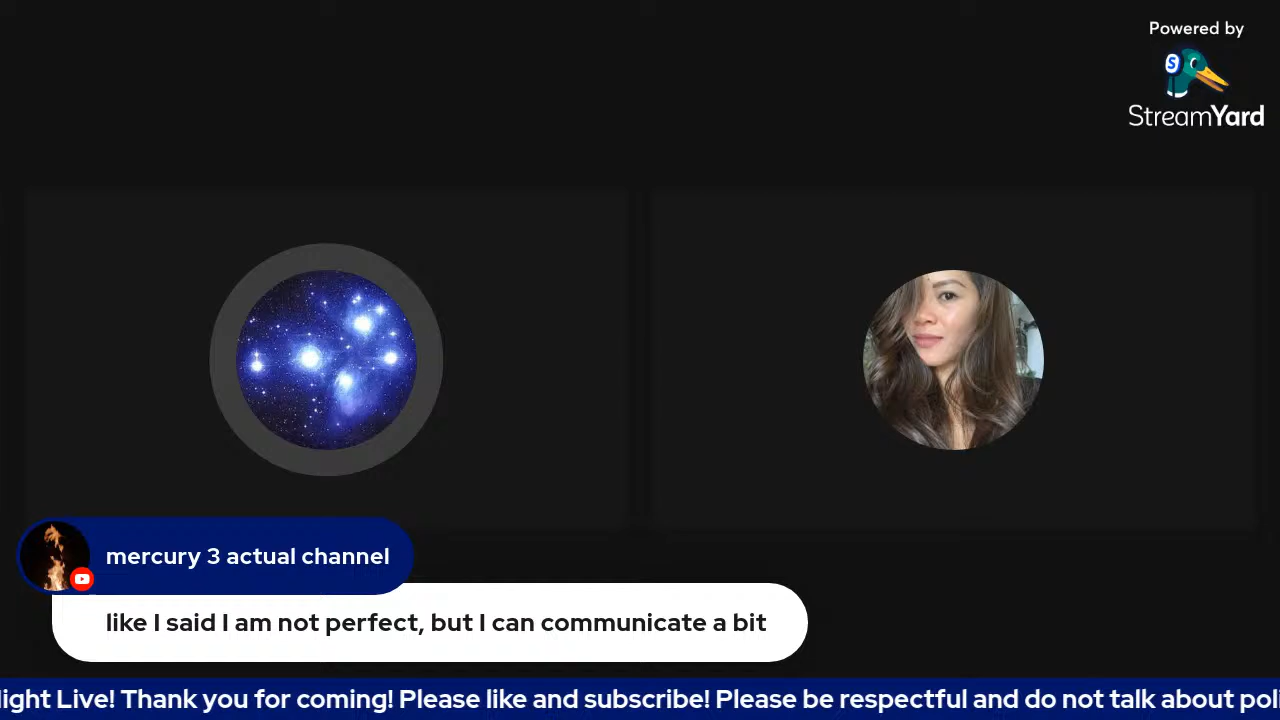 Powered by
StreamYard
mercury 3 actual channel
like I said I am not perfect, but I can communicate a bit
Live! Thank you for coming! Please like and subscribe! Please be respectful and do not talk about